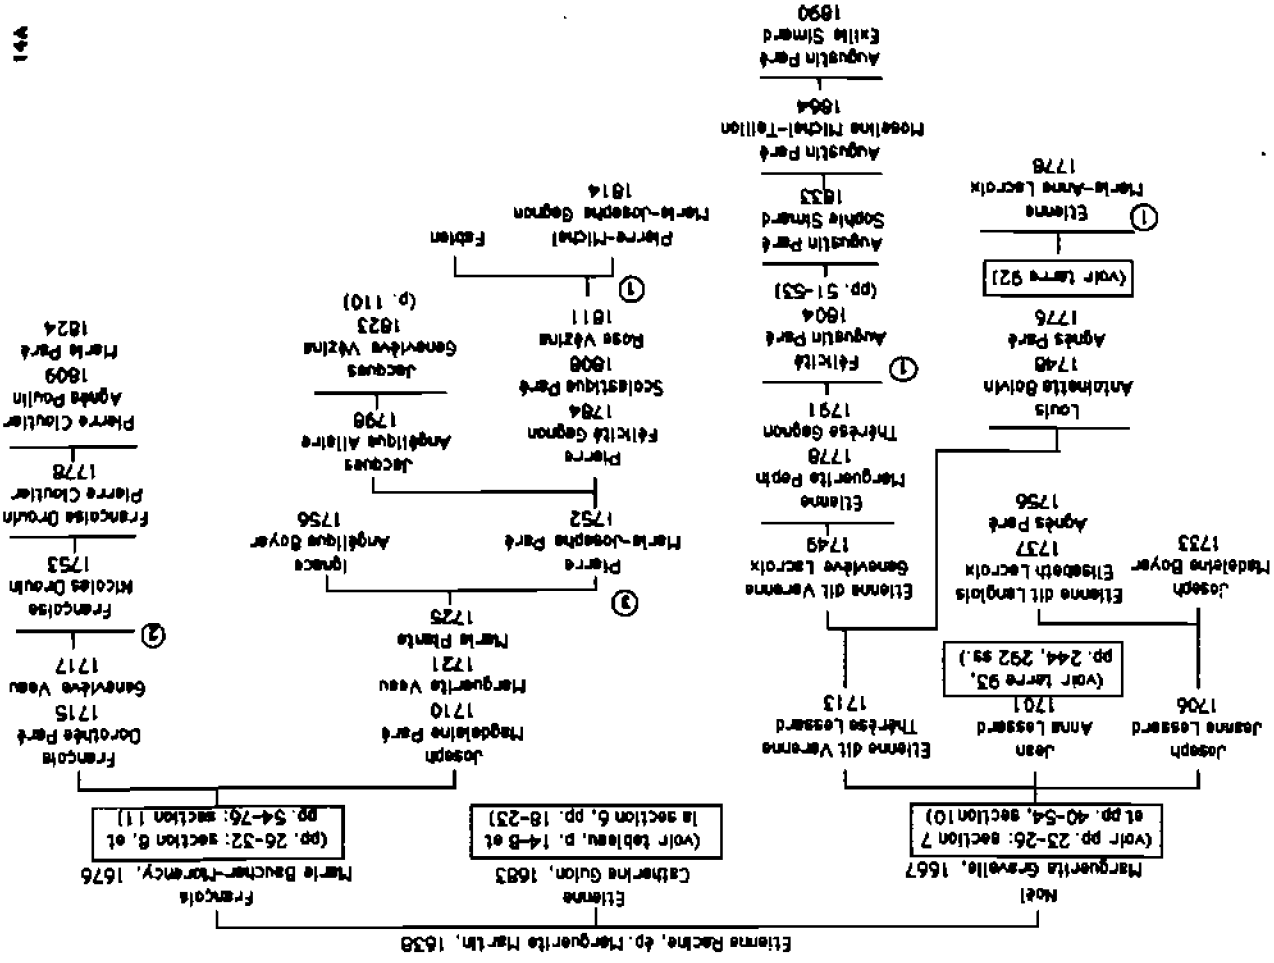 Etienne Racine, ép. Marguerite Martin, 1638
Noël
Marguerite Gravelle, 1667
(voir pp. 23-26: section 7
et pp. 40-54, section 10)
Etienne
Catherine Guion, 1683
(voir tableau, p. 14-B et
la section 6, pp. 18-23)
François
Marie Baucher-Morency, 1676
(pp. 26-32: section 8, et
pp. 54-76: section 11)
Joseph
Jeanne Lessard
1706
Jean
Anne Lessard
1701
(voir terre 93,
pp. 244, 292 ss.)
Etienne dit Varenne
Thérèse Lessard
1713
Joseph
Magdeleine Paré
1710
Marguerite Veau
1721
Marie Plante
1725
François
Dorothée Paré
1715
Geneviève Veau
1717
Joseph
Madeleine Boyer
1733
Etienne dit Langlois
Elisabeth Lacroix
1737
Agnès Paré
1756
Etienne dit Varenne
Geneviève Lacroix
1749
3
Pierre
Marie-Josephe Paré
1752
Ignace
Angélique Boyer
1756
2
Françoise
Nicolas Drouin
1753
Louis
Antoinette Boivin
1748
Agnès Paré
1776
(voir terre 92)
1
Etienne
Marie-Anne Lacroix
1778
Etienne
Marguerite Pepin
1778
Thérèse Gagnon
1791
1
Félicité
Augustin Paré
1804
(pp. 51-53)
Augustin Paré
Sophie Simard
1833
Augustin Paré
Moseline Michel-Taillon
1864
Augustin Paré
Exilia Simard
1890
Pierre
Félicité Gagnon
1784
Scolastique Paré
1808
Rose Vézina
1811
1
Pierre-Michel
Marie-Josephe Gagnon
1814
Fabien
Jacques
Angélique Allaire
1798
Jacques
Geneviève Vézina
1823
(p. 110)
Françoise Drouin
Pierre Cloutier
1778
Pierre Cloutier
Agnès Poulin
1809
Marie Paré
1824
14A